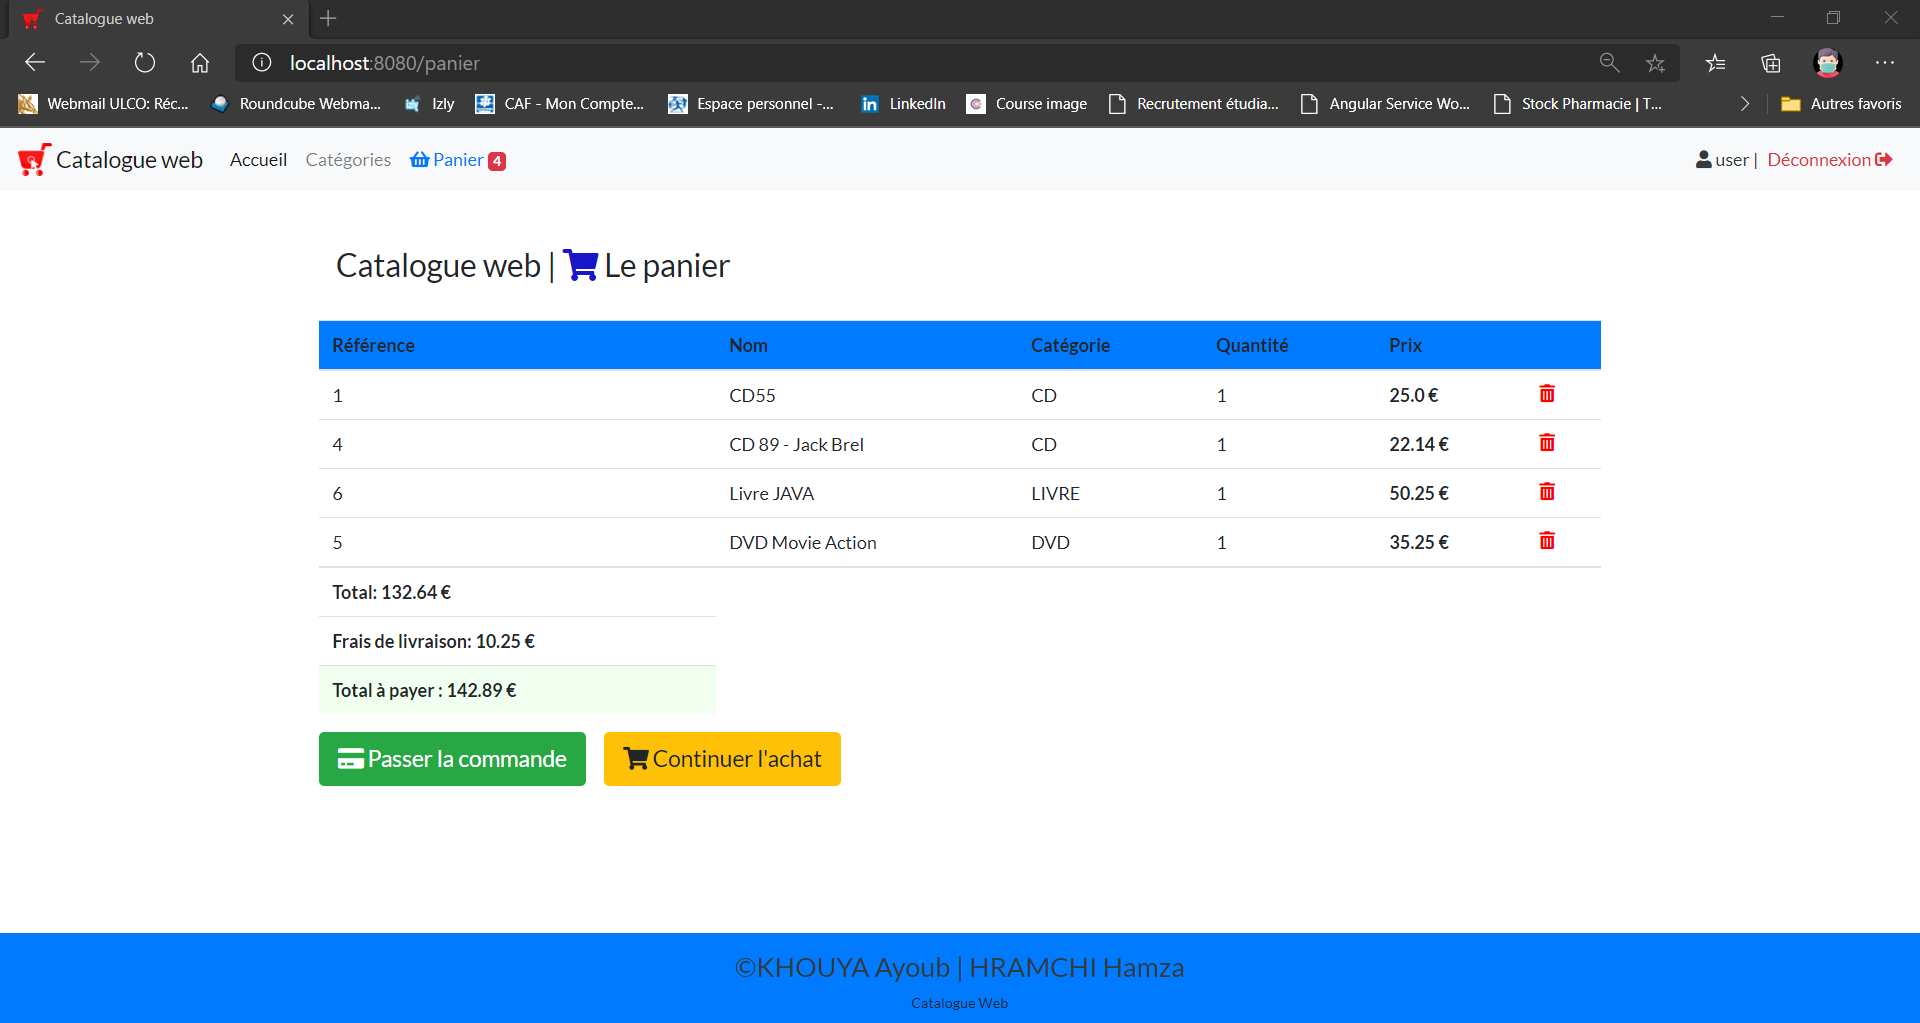 Catalogue web
localhost:8080/panier
Webmail ULCO: Réc... Roundcube Webma... Izly CAF - Mon Compte... Espace personnel -... LinkedIn Course image Recrutement étudia... Angular Service Wo... Stock Pharmacie | T... Autres favoris
Catalogue web Accueil Catégories Panier 4 user | Déconnexion
Catalogue web | Le panier
Référence Nom Catégorie Quantité Prix
1 CD55 CD 1 25.0 €
4 CD 89 - Jack Brel CD 1 22.14 €
6 Livre JAVA LIVRE 1 50.25 €
5 DVD Movie Action DVD 1 35.25 €
Total: 132.64 €
Frais de livraison: 10.25 €
Total à payer : 142.89 €
Passer la commande Continuer l'achat
©KHOUYA Ayoub | HRAMCHI Hamza
Catalogue Web